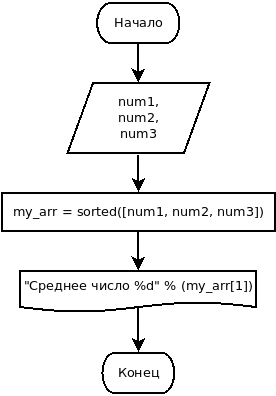 Начало
num1,
num2,
num3
my_arr = sorted([num1, num2, num3])
"Среднее число %d" % (my_arr[1])
Конец